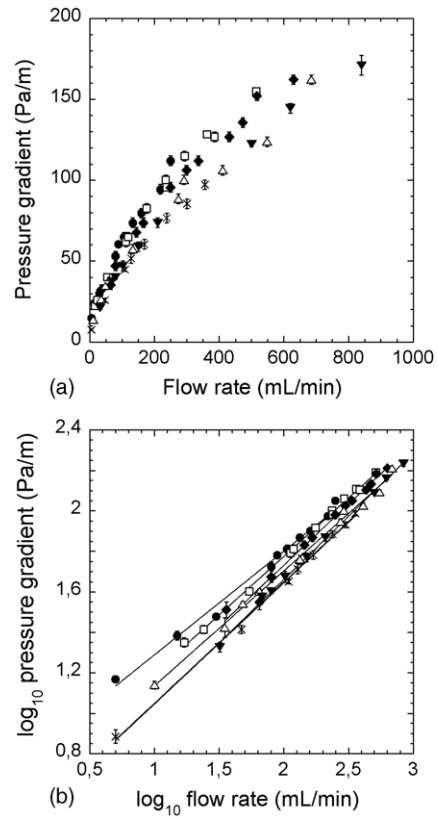 200
150
100
50
0
Pressure gradient (Pa/m)
0 200 400 600 800 1000
(a) Flow rate (mL/min)
2,4
2
1,6
1,2
0,8
log10 pressure gradient (Pa/m)
0,5 1 1,5 2 2,5 3
(b) log10 flow rate (mL/min)